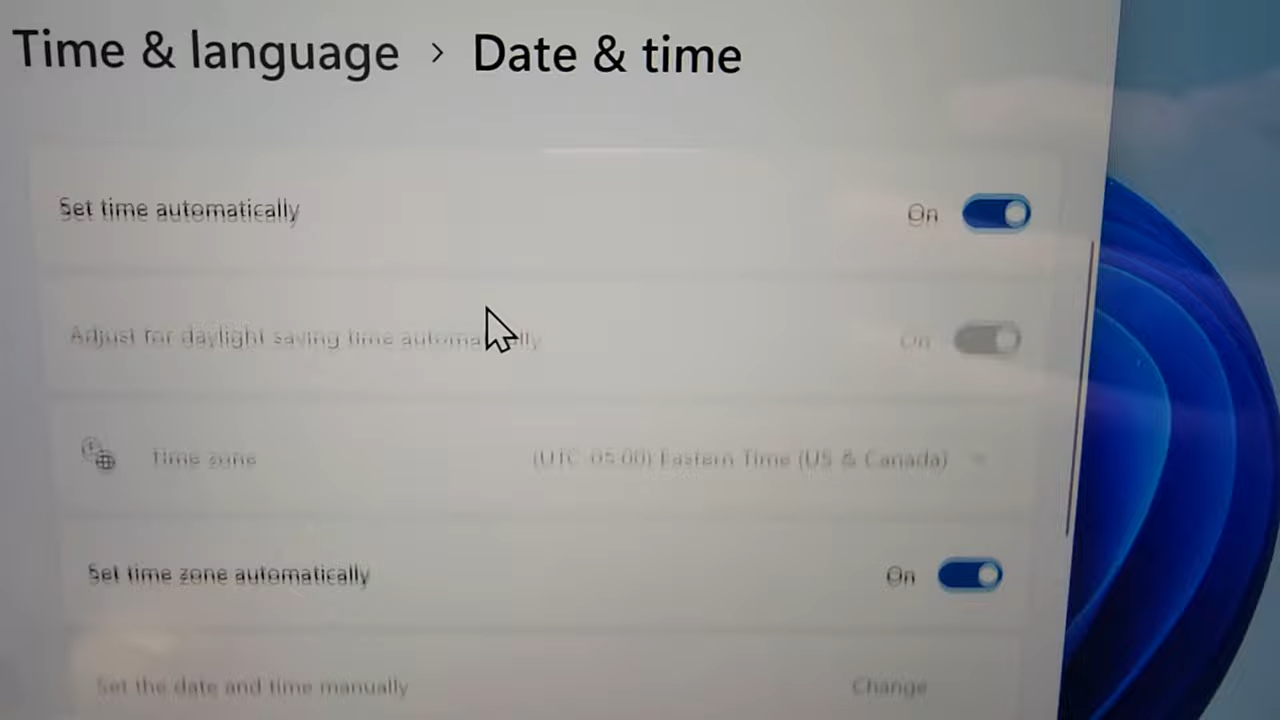 Time & language > Date & time
Set time automatically On
Adjust for daylight saving time automatically On
Time zone (UTC-05:00) Eastern Time (US & Canada)
Set time zone automatically On
Set the date and time manually Change